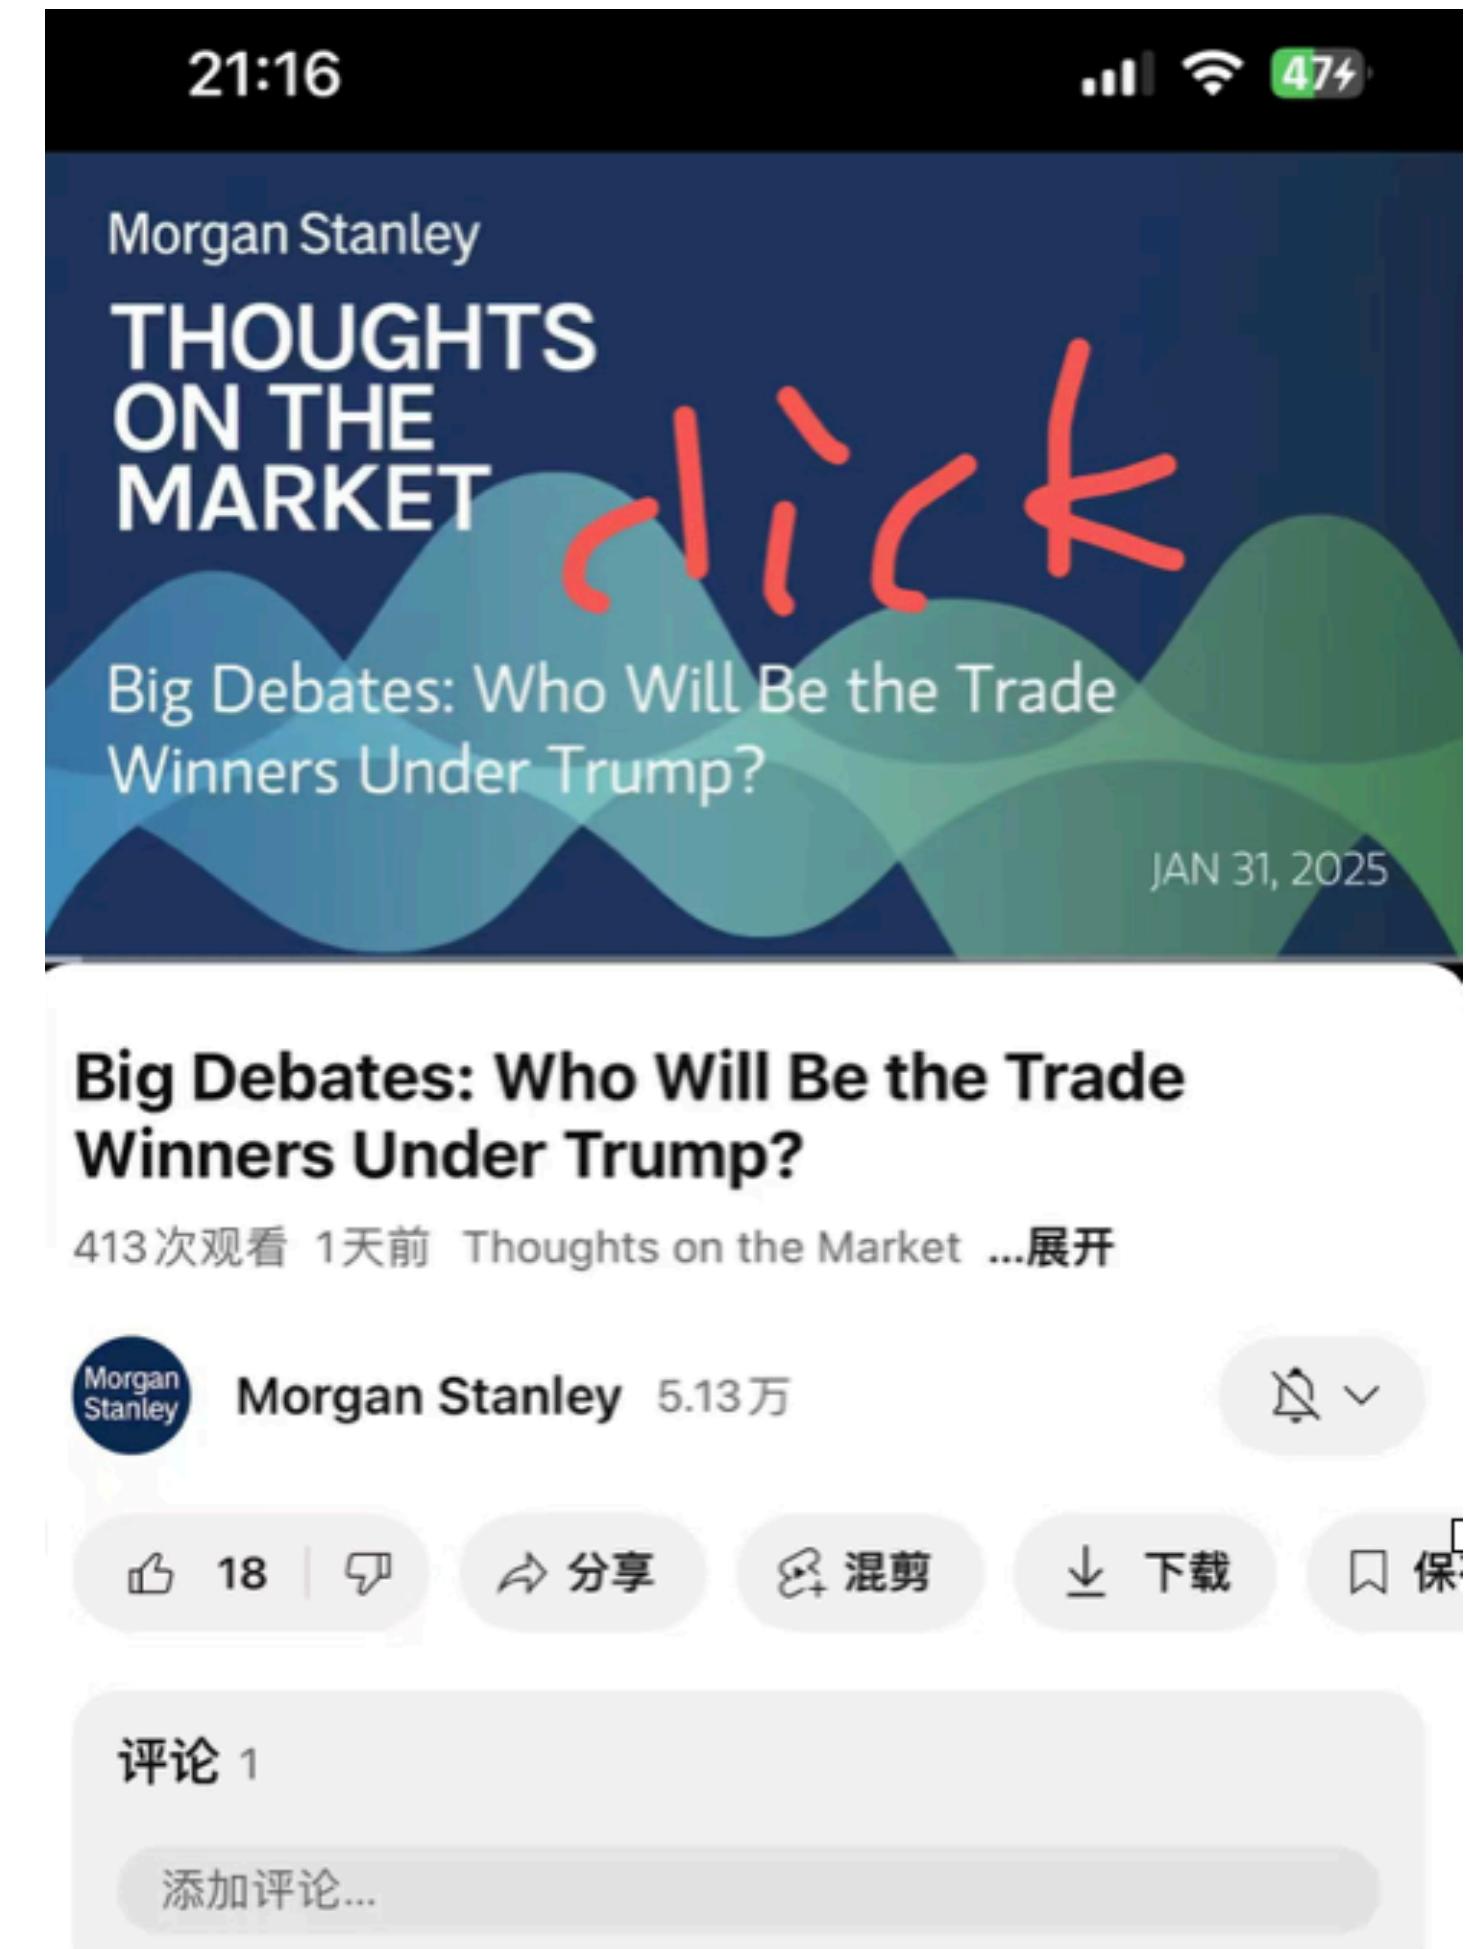 21:16
47
Morgan Stanley
THOUGHTS
ON THE
MARKET
click
Big Debates: Who Will Be the Trade
Winners Under Trump?
JAN 31, 2025
Big Debates: Who Will Be the Trade
Winners Under Trump?
413次观看 1天前 Thoughts on the Market ...展开
Morgan
Stanley
Morgan Stanley 5.13万
18 分享 混剪 下载 保
评论 1
添加评论...